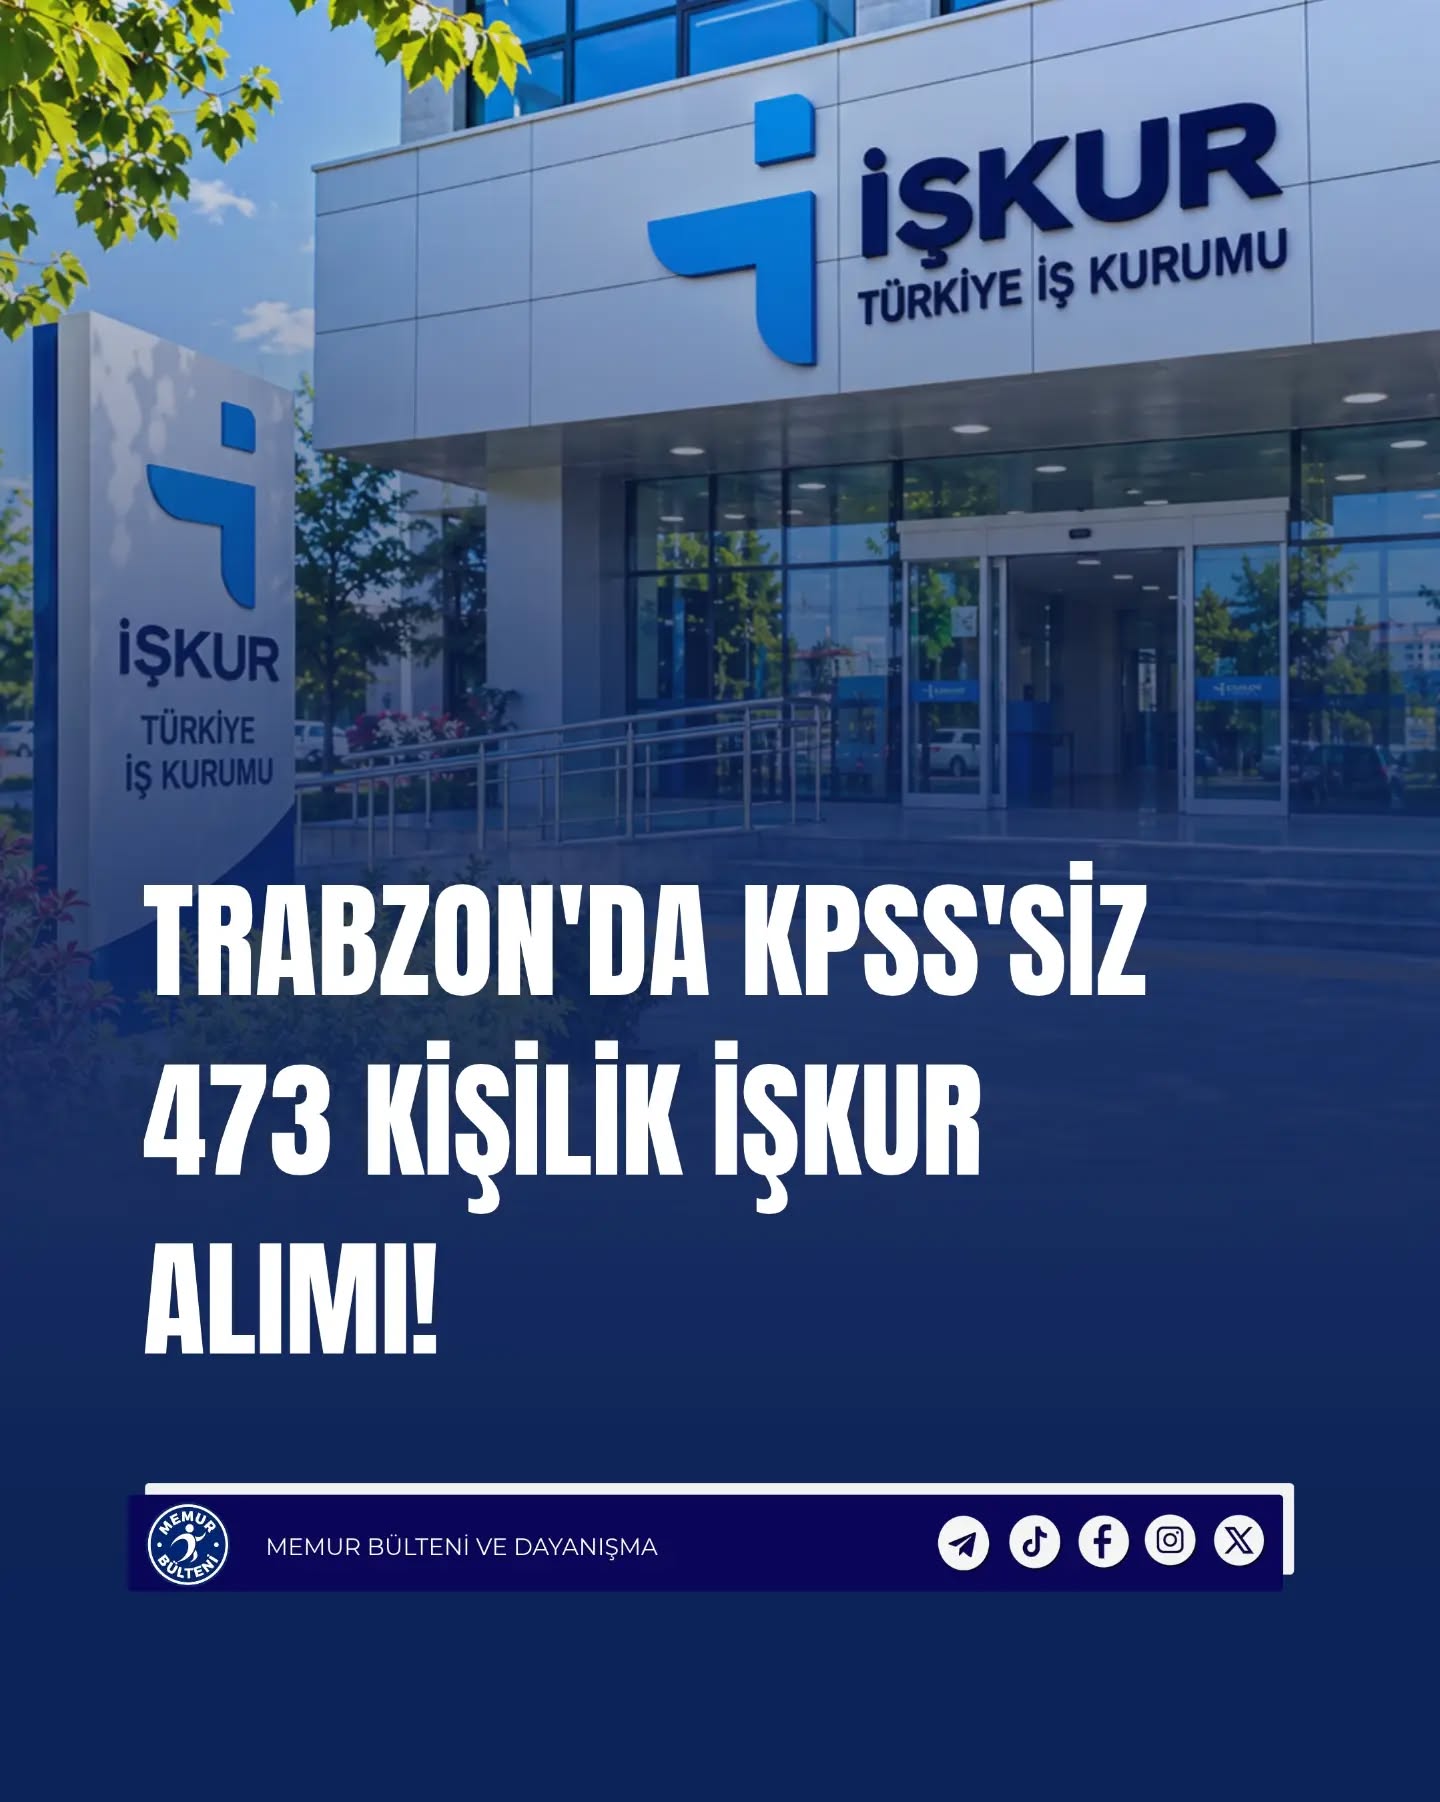 İŞKUR
TÜRKİYE İŞ KURUMU
İŞKUR
TÜRKİYE
İŞ KURUMU
TRABZON'DA KPSS'SİZ
473 KİŞİLİK İŞKUR
ALIMI!
MEMUR
BÜLTENİ
MEMUR BÜLTENİ VE DAYANIŞMA